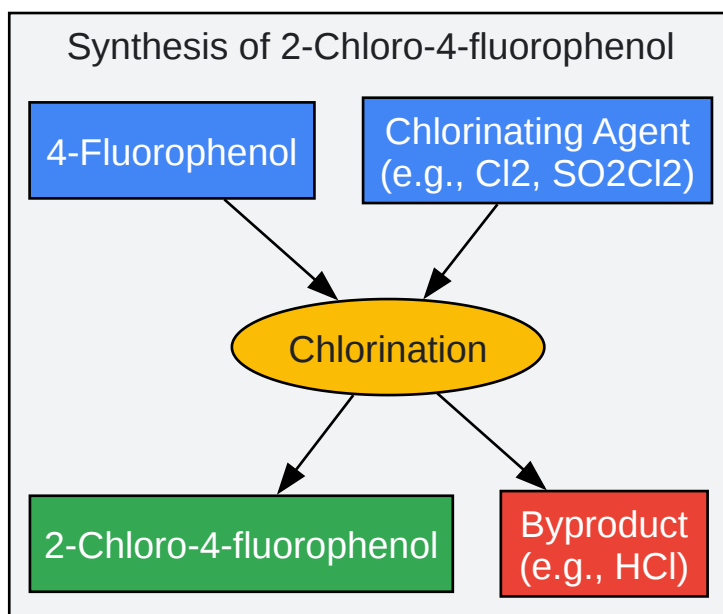 Synthesis of 2-Chloro-4-fluorophenol
4-Fluorophenol
Chlorinating Agent
(e.g., Cl2, SO2Cl2)
Chlorination
2-Chloro-4-fluorophenol
Byproduct
(e.g., HCl)